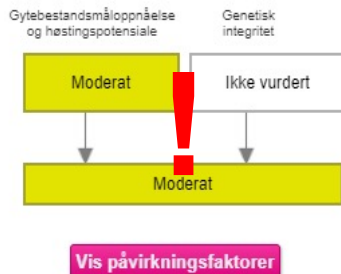 Gytebestandsmåloppnåelse
og høstingspotensiale
Genetisk
integritet
Moderat
Ikke vurdert
!
Moderat
Vis påvirkningsfaktorer